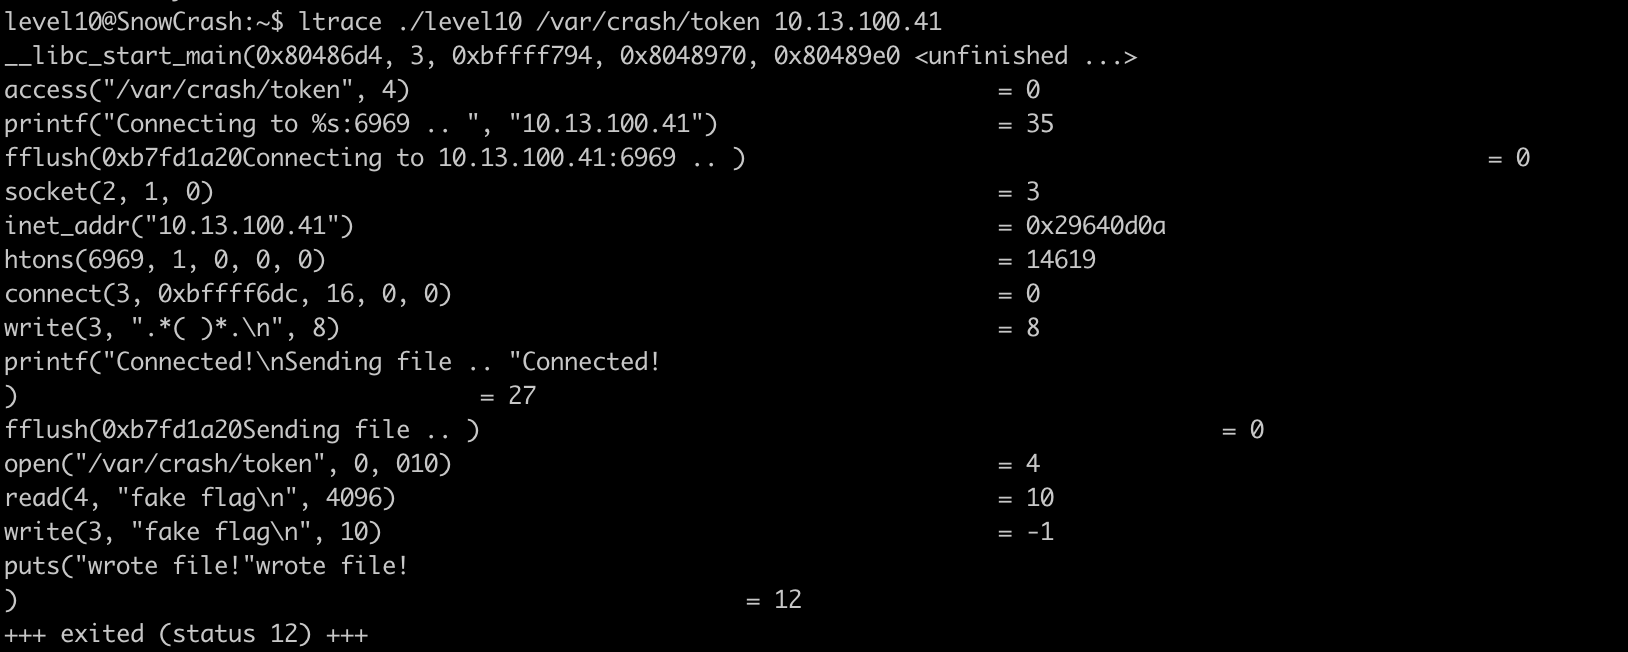 level10@SnowCrash:~$ ltrace ./level10 /var/crash/token 10.13.100.41
__libc_start_main(0x80486d4, 3, 0xbffff794, 0x8048970, 0x80489e0 <unfinished ...>
access("/var/crash/token", 4)                                          = 0
printf("Connecting to %s:6969 .. ", "10.13.100.41")                    = 35
fflush(0xb7fd1a20Connecting to 10.13.100.41:6969 .. )                                                     = 0
socket(2, 1, 0)                                                        = 3
inet_addr("10.13.100.41")                                              = 0x29640d0a
htons(6969, 1, 0, 0, 0)                                                = 14619
connect(3, 0xbffff6dc, 16, 0, 0)                                       = 0
write(3, ".*( )*.\n", 8)                                               = 8
printf("Connected!\nSending file .. "Connected!
)                                 = 27
fflush(0xb7fd1a20Sending file .. )                                                     = 0
open("/var/crash/token", 0, 010)                                       = 4
read(4, "fake flag\n", 4096)                                           = 10
write(3, "fake flag\n", 10)                                            = -1
puts("wrote file!"wrote file!
)                                                    = 12
+++ exited (status 12) +++